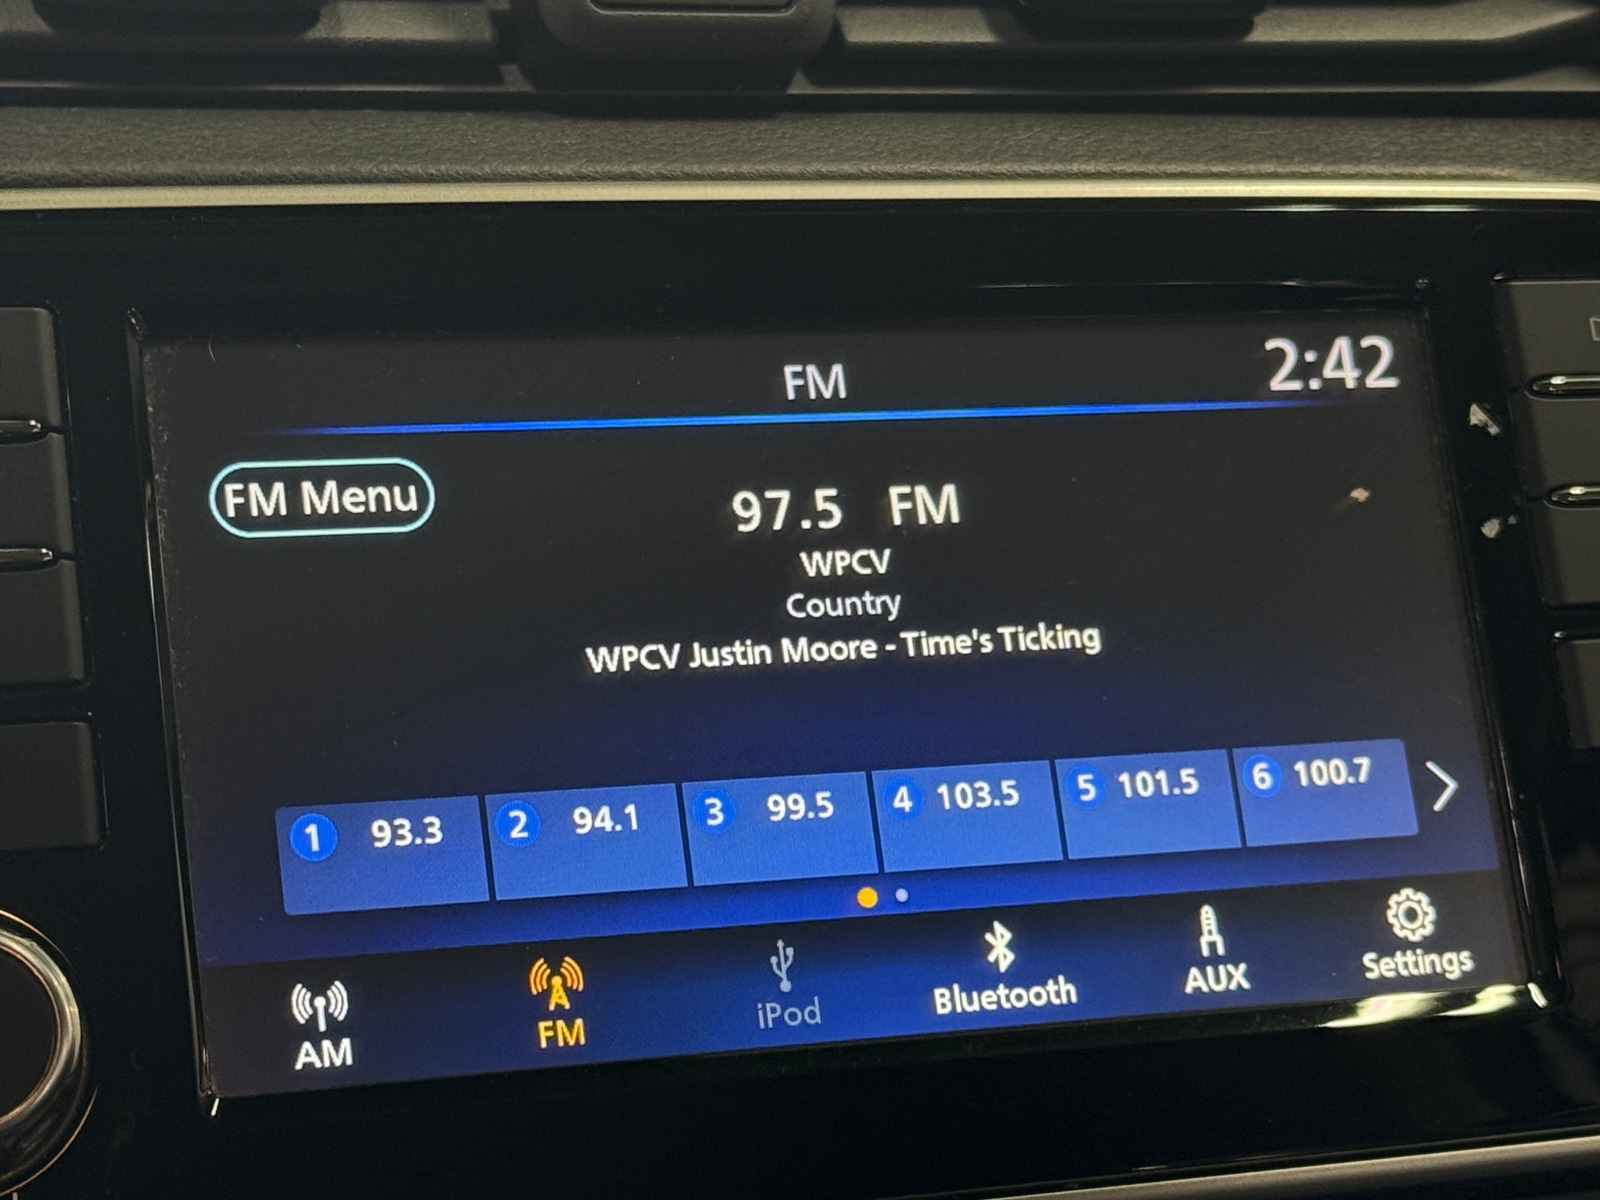 FM
2:42
FM Menu
97.5 FM
WPCV
Country
WPCV Justin Moore - Time's Ticking
1 93.3
2 94.1
3 99.5
4 103.5
5 101.5
6 100.7
AM
FM
iPod
Bluetooth
AUX
Settings